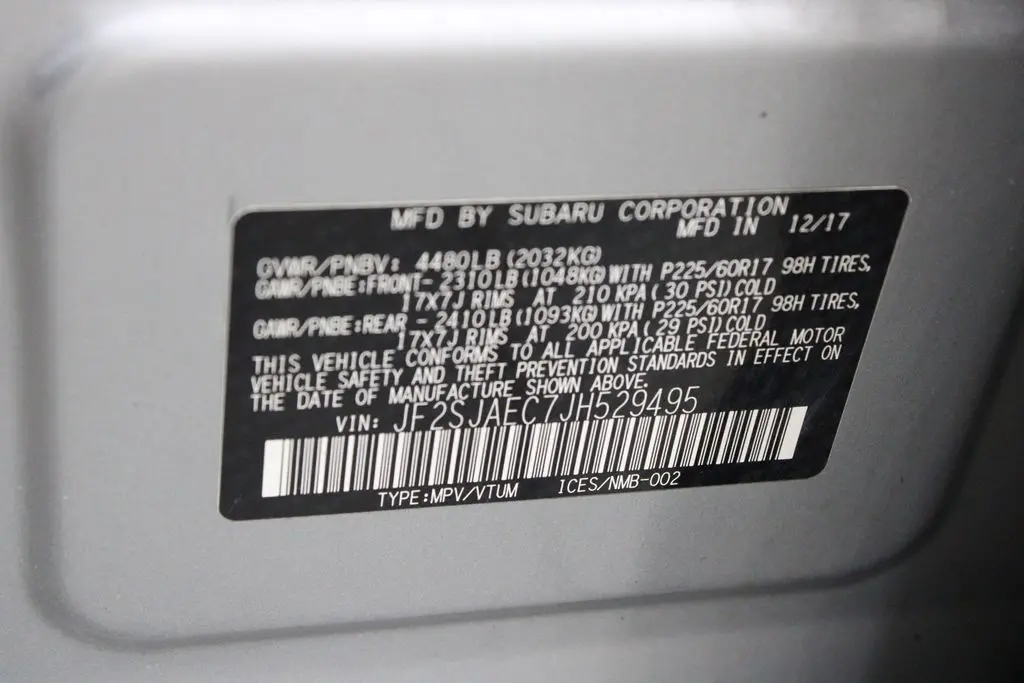 MFD BY SUBARU CORPORATION
MFD IN 12/17
GVWR/PNBV: 4480LB (2032KG)
GAWR/PNBE:FRONT- 2310LB (1048KG) WITH P225/60R17 98H TIRES,
17X7J RIMS AT 210 KPA ( 30 PSI) COLD
GAWR/PNBE:REAR - 2410LB (1093KG) WITH P225/60R17 98H TIRES,
17X7J RIMS AT 200 KPA ( 29 PSI) COLD
THIS VEHICLE CONFORMS TO ALL APPLICABLE FEDERAL MOTOR
VEHICLE SAFETY AND THEFT PREVENTION STANDARDS IN EFFECT ON
THE DATE OF MANUFACTURE SHOWN ABOVE.
VIN: JF2SJAEC7JH529495
TYPE:MPV/VTUM ICES/NMB-002